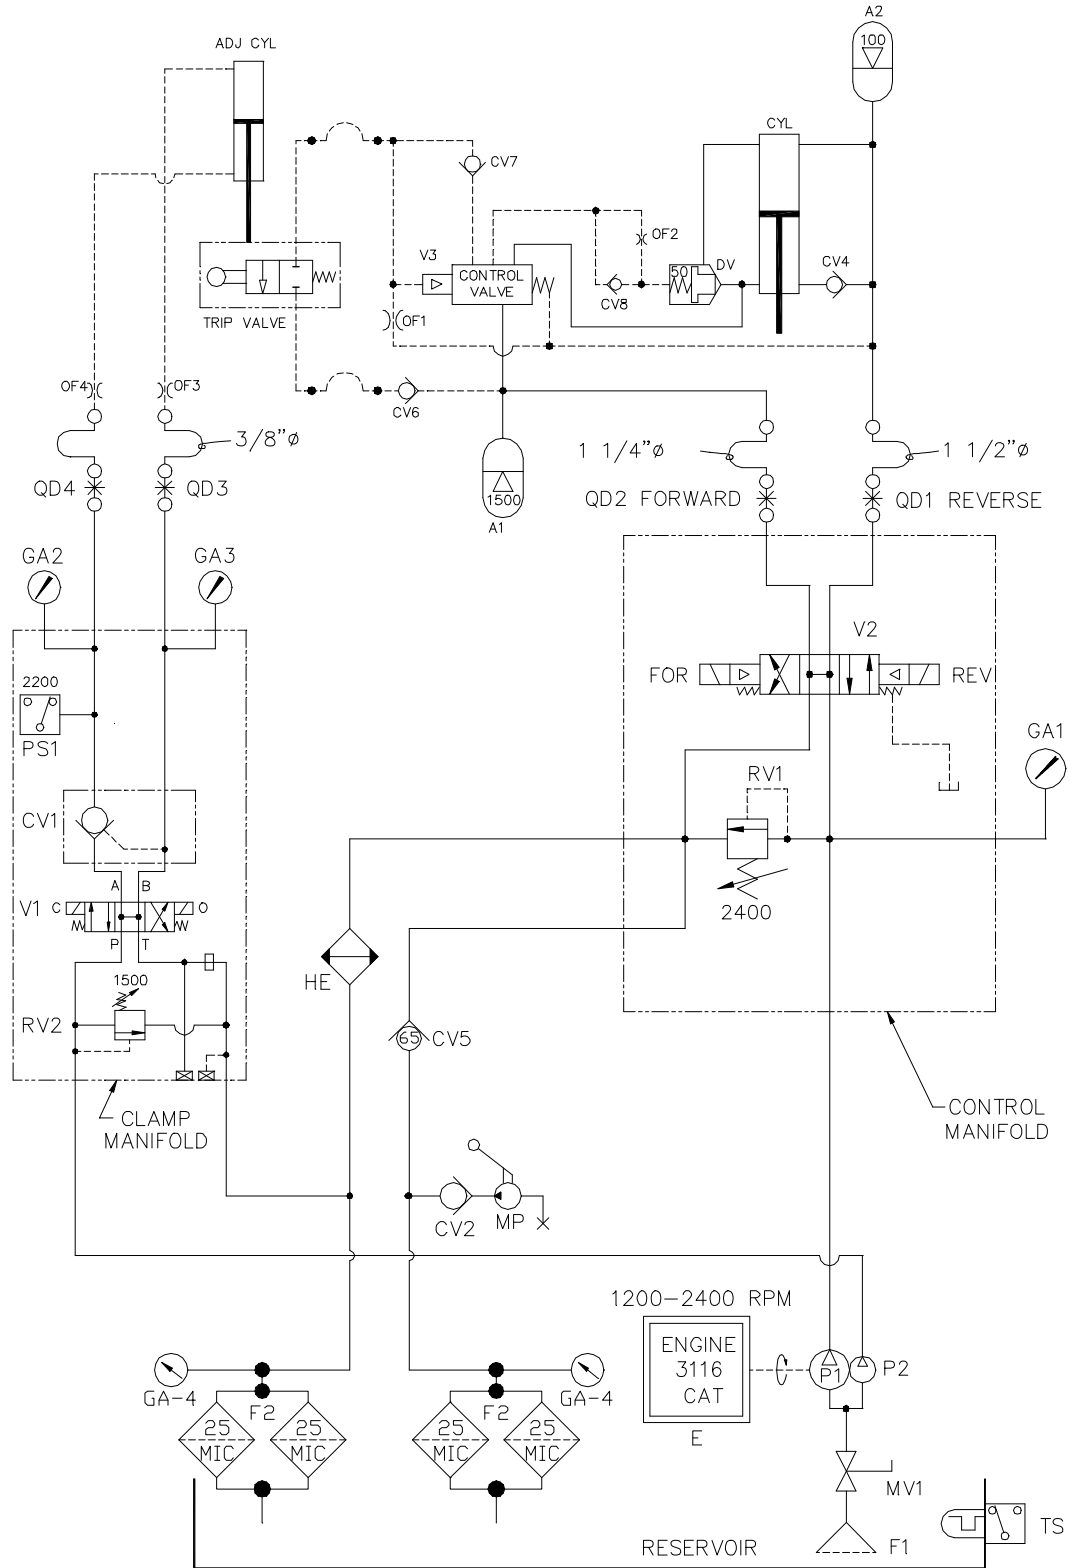 A2
100
ADJ CYL
CYL
CV7
V3
CONTROL
VALVE
OF2
50
DV
CV4
CV8
TRIP VALVE
OF1
OF4
OF3
CV6
3/8"ø
1 1/4"ø
1 1/2"ø
QD4
QD3
1500
A1
QD2 FORWARD
QD1 REVERSE
GA2
GA3
V2
FOR
REV
2200
PS1
GA1
RV1
CV1
A
B
V1
C
O
P
T
2400
HE
1500
RV2
65
CV5
CLAMP
MANIFOLD
CONTROL
MANIFOLD
CV2
MP
1200-2400 RPM
ENGINE
3116
CAT
E
P1
P2
GA-4
F2
25
MIC
25
MIC
F2
GA-4
25
MIC
25
MIC
MV1
RESERVOIR
F1
TS